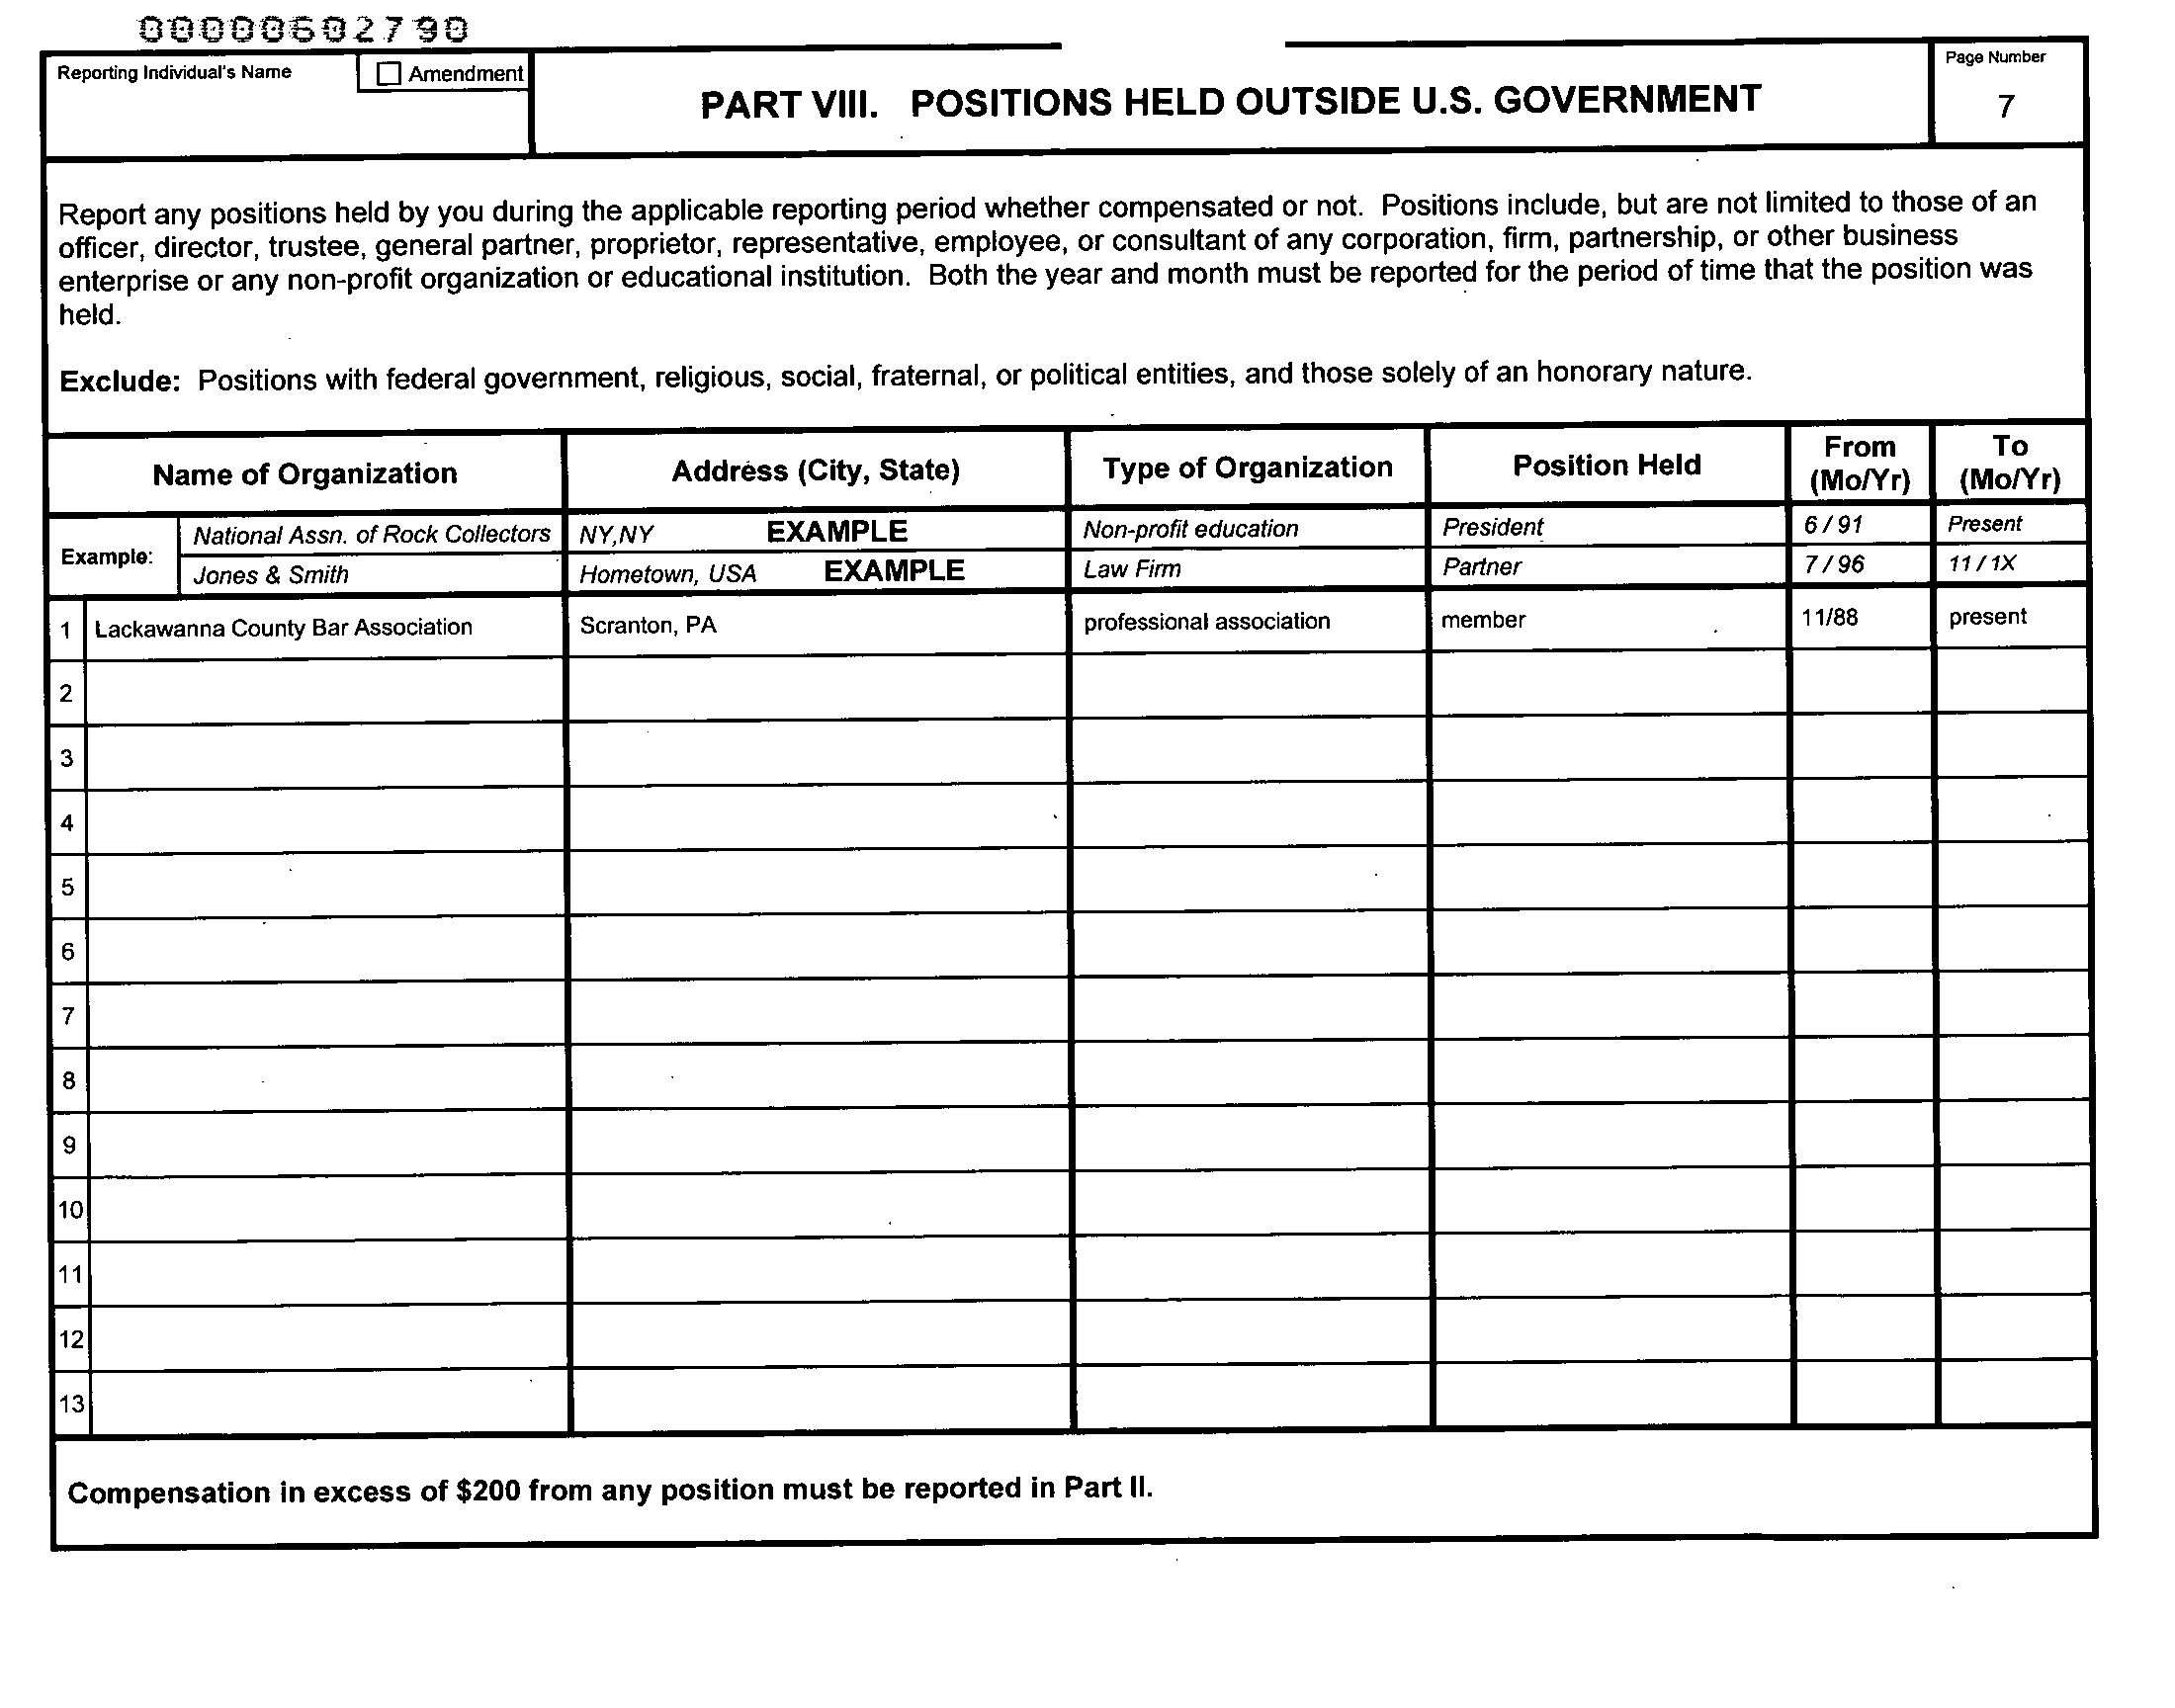 00000602790
Reporting Individual's Name
Amendment
PART VIII. POSITIONS HELD OUTSIDE U.S. GOVERNMENT
Page Number
7
Report any positions held by you during the applicable reporting period whether compensated or not. Positions include, but are not limited to those of an
officer, director, trustee, general partner, proprietor, representative, employee, or consultant of any corporation, firm, partnership, or other business
enterprise or any non-profit organization or educational institution. Both the year and month must be reported for the period of time that the position was
held.
Exclude: Positions with federal government, religious, social, fraternal, or political entities, and those solely of an honorary nature.
Name of Organization Address (City, State) Type of Organization Position Held From (Mo/Yr) To (Mo/Yr)
Example: National Assn. of Rock Collectors NY,NY EXAMPLE Non-profit education President 6 / 91 Present
Jones & Smith Hometown, USA EXAMPLE Law Firm Partner 7 / 96 11 / 1X
1 Lackawanna County Bar Association Scranton, PA professional association member 11/88 present
2
3
4
5
6
7
8
9
10
11
12
13
Compensation in excess of $200 from any position must be reported in Part II.